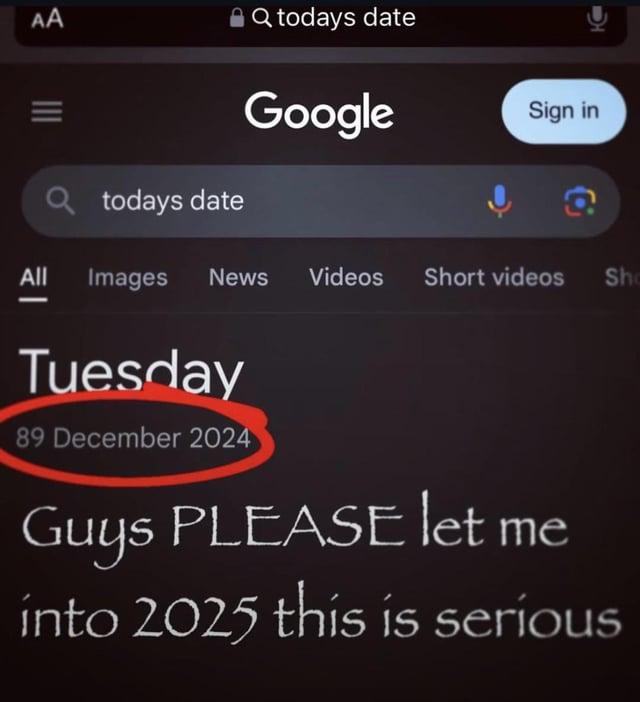 AA todays date
Google Sign in
todays date
All Images News Videos Short videos Sh
Tuesday
89 December 2024
Guys PLEASE let me
into 2025 this is serious